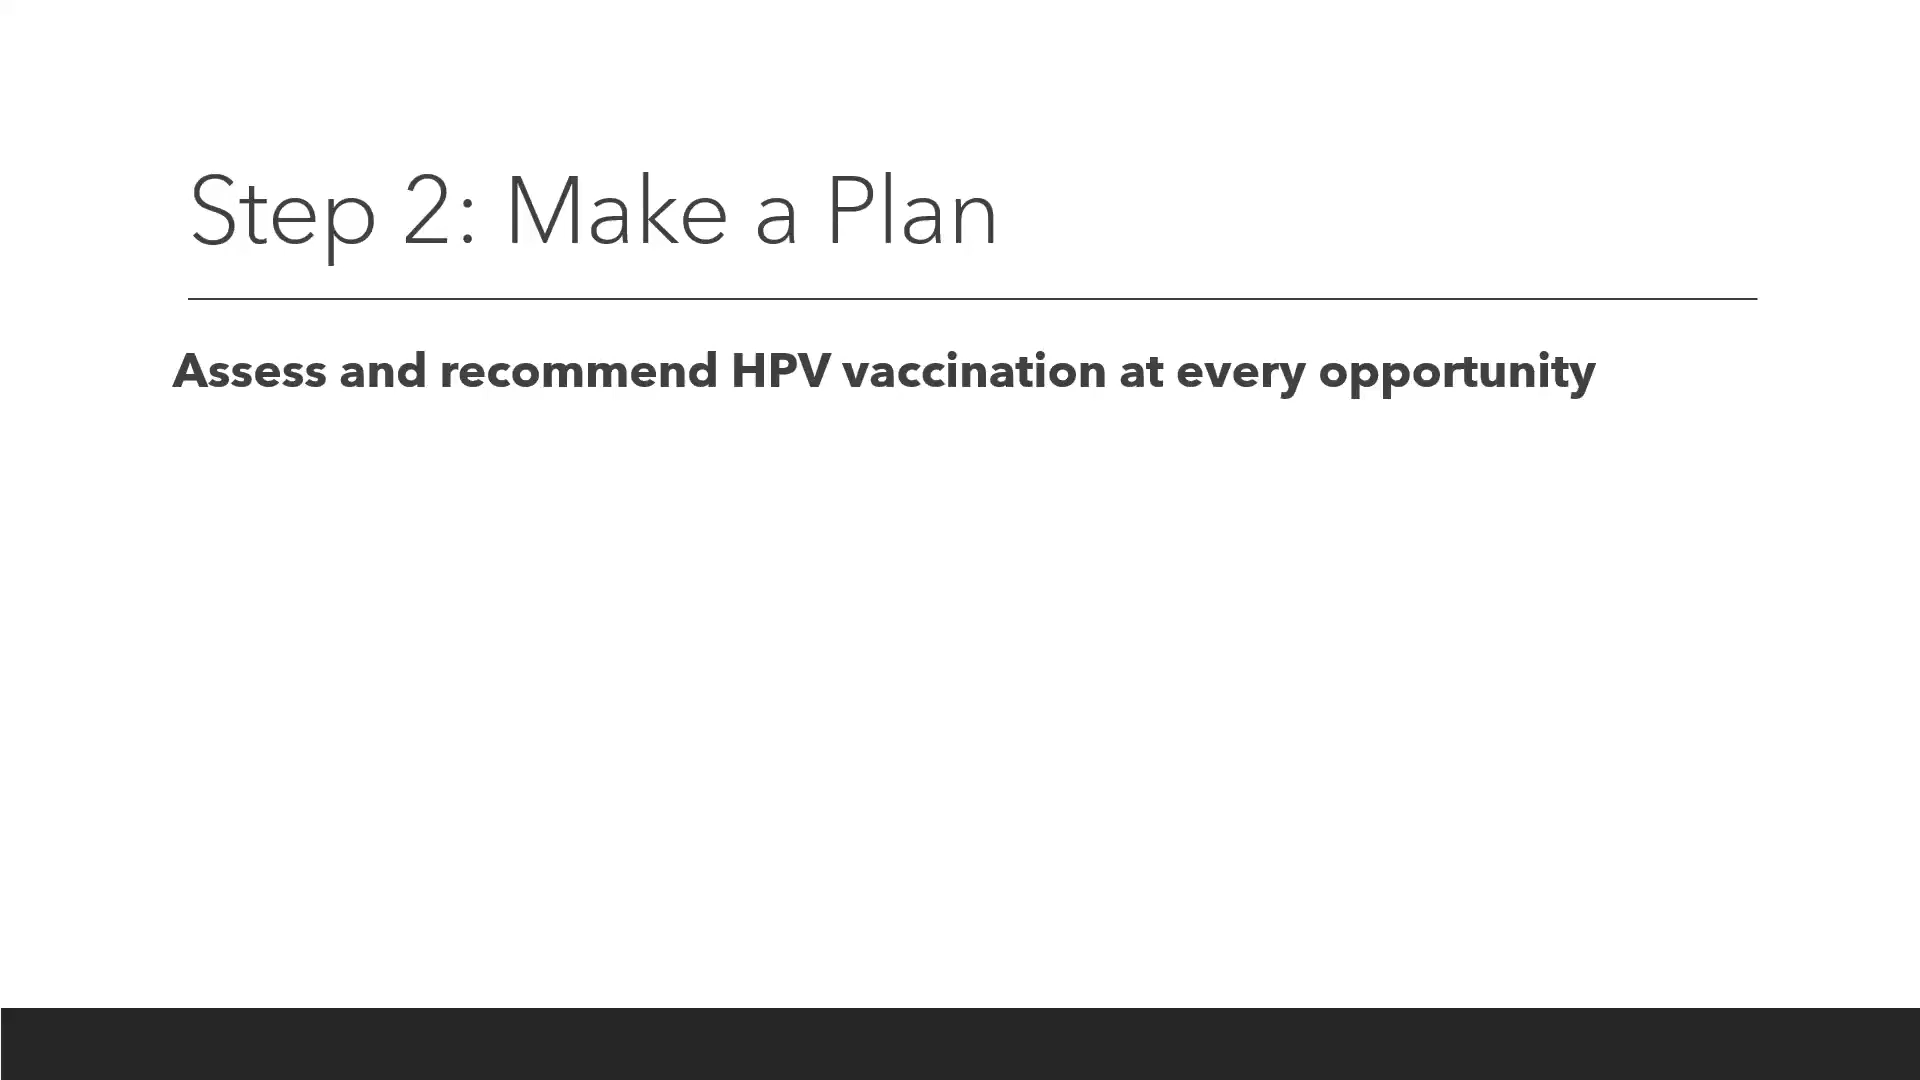 Step 2: Make a Plan
Assess and recommend HPV vaccination at every opportunity